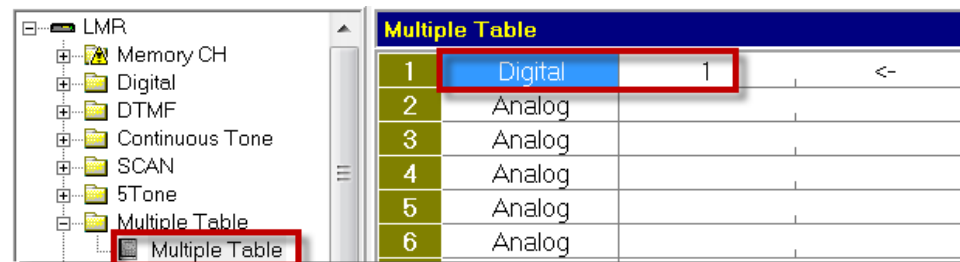 LMR
Memory CH
Digital
DTMF
Continuous Tone
SCAN
5Tone
Multiple Table
Multiple Table
Multiple Table
1 Digital 1 <-
2 Analog
3 Analog
4 Analog
5 Analog
6 Analog